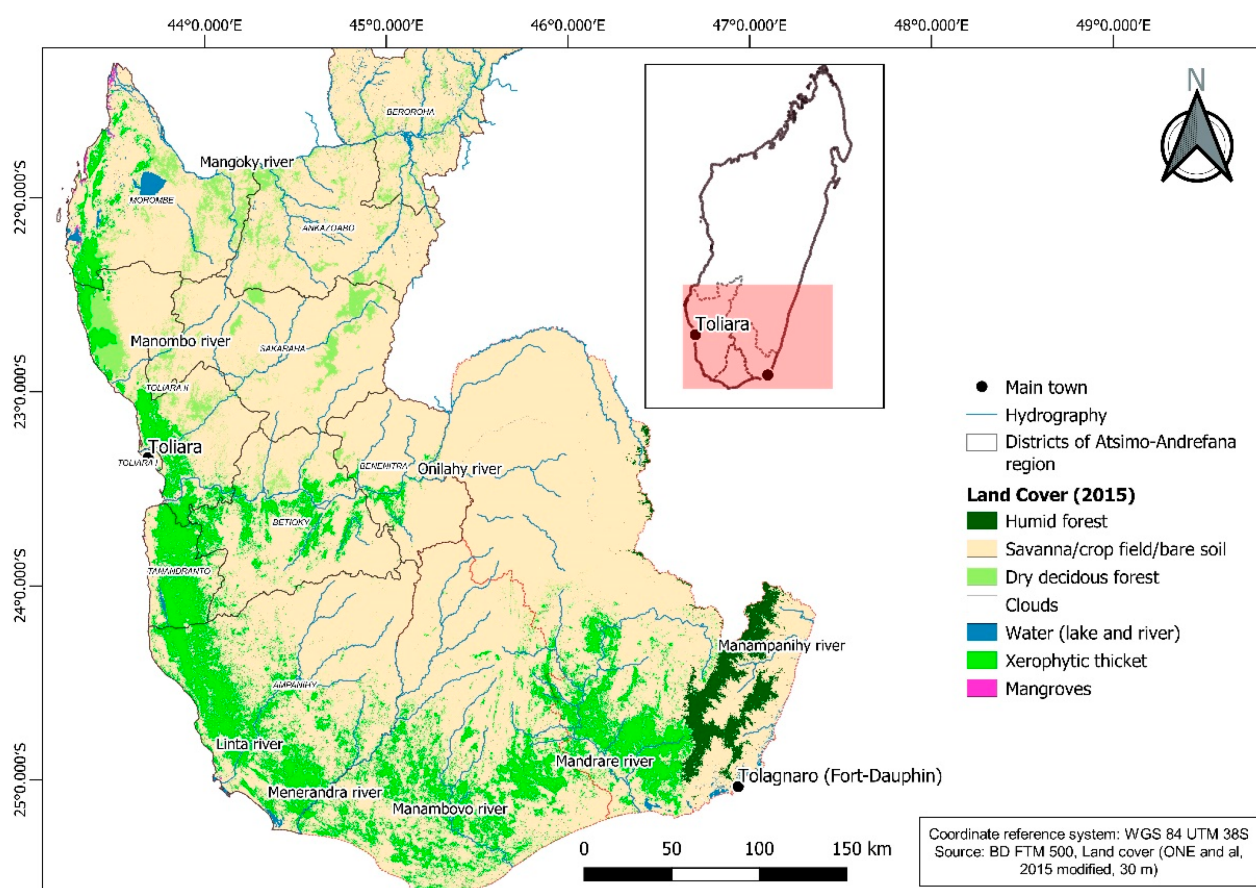 44°0.000'E
45°0.000'E
46°0.000'E
47°0.000'E
48°0.000'E
49°0.000'E
22°0.000'S
23°0.000'S
24°0.000'S
25°0.000'S
BEROROHA
Mangoky river
MOROMBE
ANKAZOABO
Manombo river
SAKARAHA
TOLIARA II
Toliara
TOLIARA I
BENENITRA
Onilahy river
BETIOKY
Manampanihy river
AMPANIHY
Linta river
Mandrare river
Menerandra river
Manambovo river
Tolagnaro (Fort-Dauphin)
Toliara
N
Main town
Hydrography
Districts of Atsimo-Andrefana
region
Land Cover (2015)
Humid forest
Savanna/crop field/bare soil
Dry decidous forest
Clouds
Water (lake and river)
Xerophytic thicket
Mangroves
0 50 100 150 km
Coordinate reference system: WGS 84 UTM 38S
Source: BD FTM 500, Land cover (ONE and al,
2015 modified, 30 m)